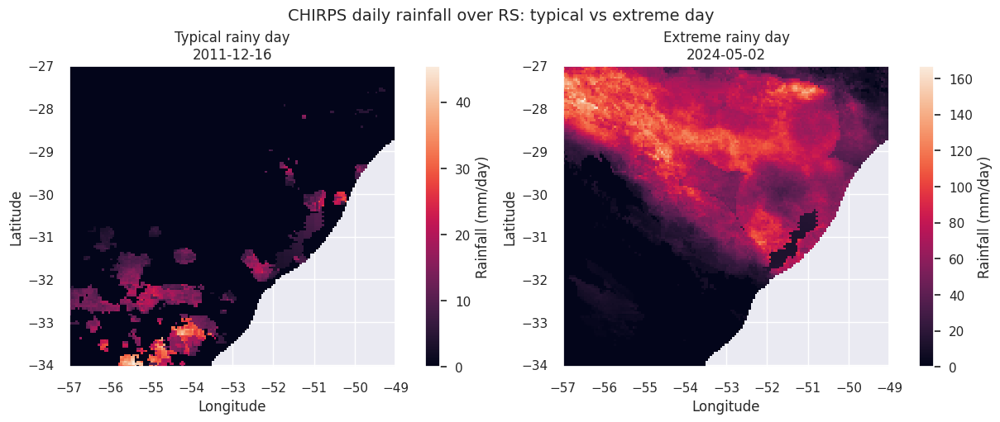 CHIRPS daily rainfall over RS: typical vs extreme day
Typical rainy day
2011-12-16
−27
−28
−29
−30
−31
−32
−33
−34
Latitude
−57 −56 −55 −54 −53 −52 −51 −50 −49
Longitude
40
30
20
10
0
Rainfall (mm/day)
Extreme rainy day
2024-05-02
−27
−28
−29
−30
−31
−32
−33
−34
Latitude
−57 −56 −55 −54 −53 −52 −51 −50 −49
Longitude
160
140
120
100
80
60
40
20
0
Rainfall (mm/day)